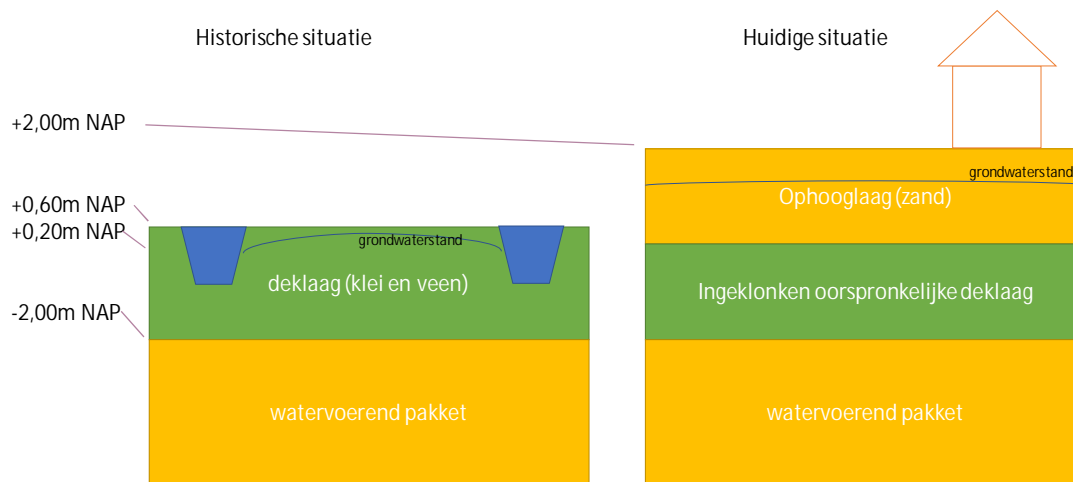 Historische situatie
Huidige situatie
+2,00m NAP
+0,60m NAP
+0,20m NAP
-2,00m NAP
grondwaterstand
deklaag (klei en veen)
watervoerend pakket
grondwaterstand
Ophooglaag (zand)
Ingeklonken oorspronkelijke deklaag
watervoerend pakket